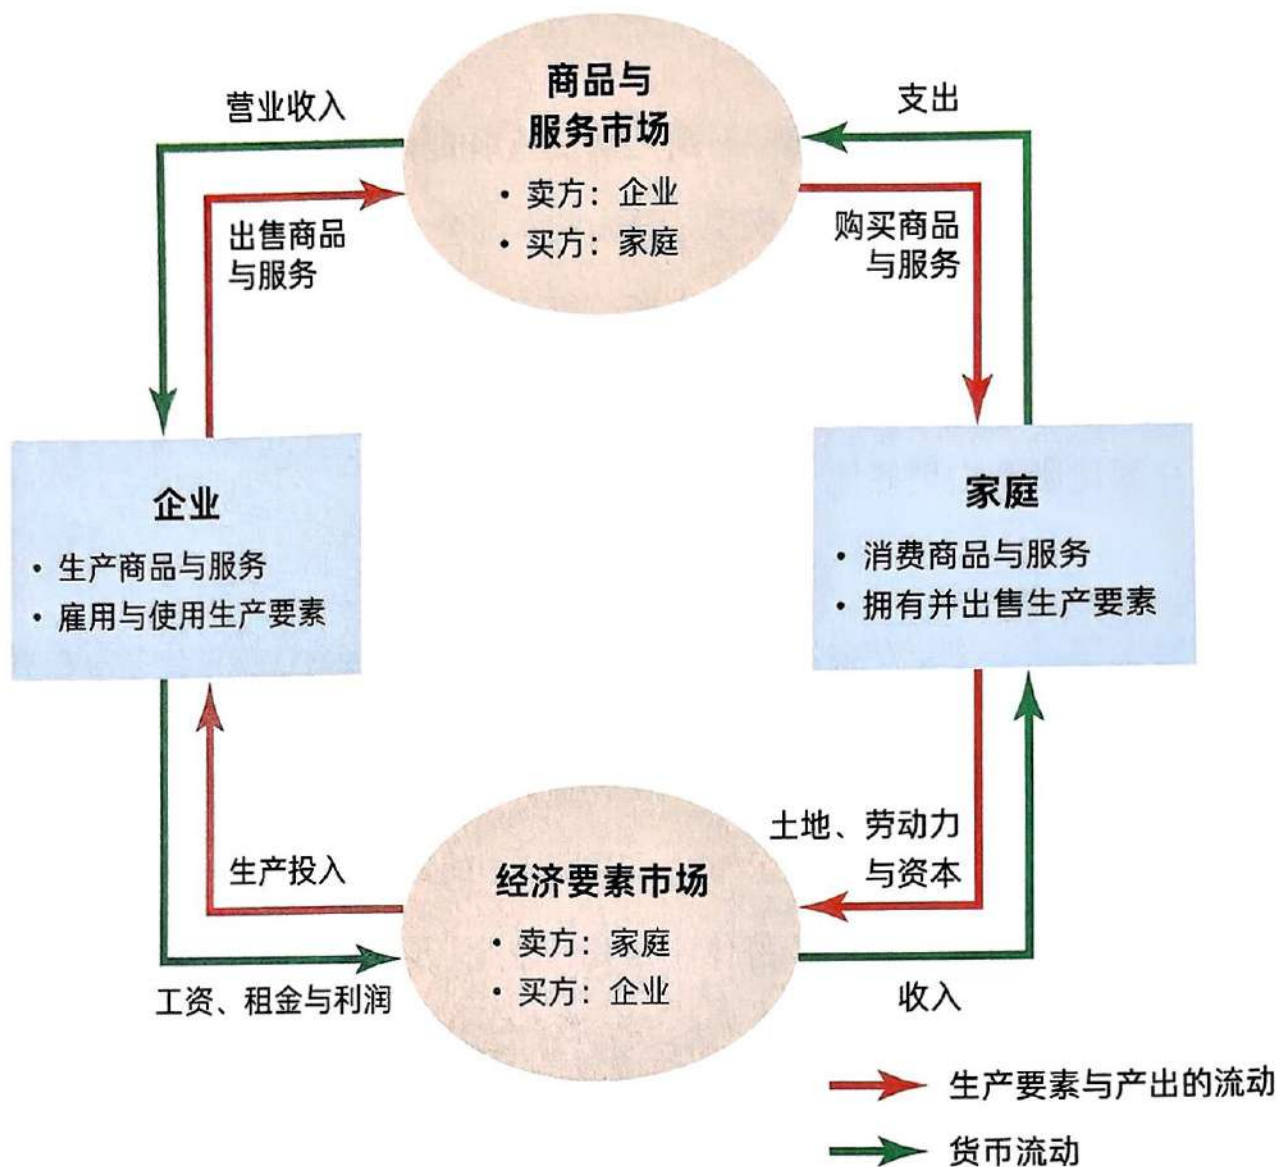 商品与
服务市场
• 卖方：企业
• 买方：家庭
营业收入
支出
出售商品
与服务
购买商品
与服务
企业
• 生产商品与服务
• 雇用与使用生产要素
家庭
• 消费商品与服务
• 拥有并出售生产要素
生产投入
土地、劳动力
与资本
经济要素市场
• 卖方：家庭
• 买方：企业
工资、租金与利润
收入
生产要素与产出的流动
货币流动